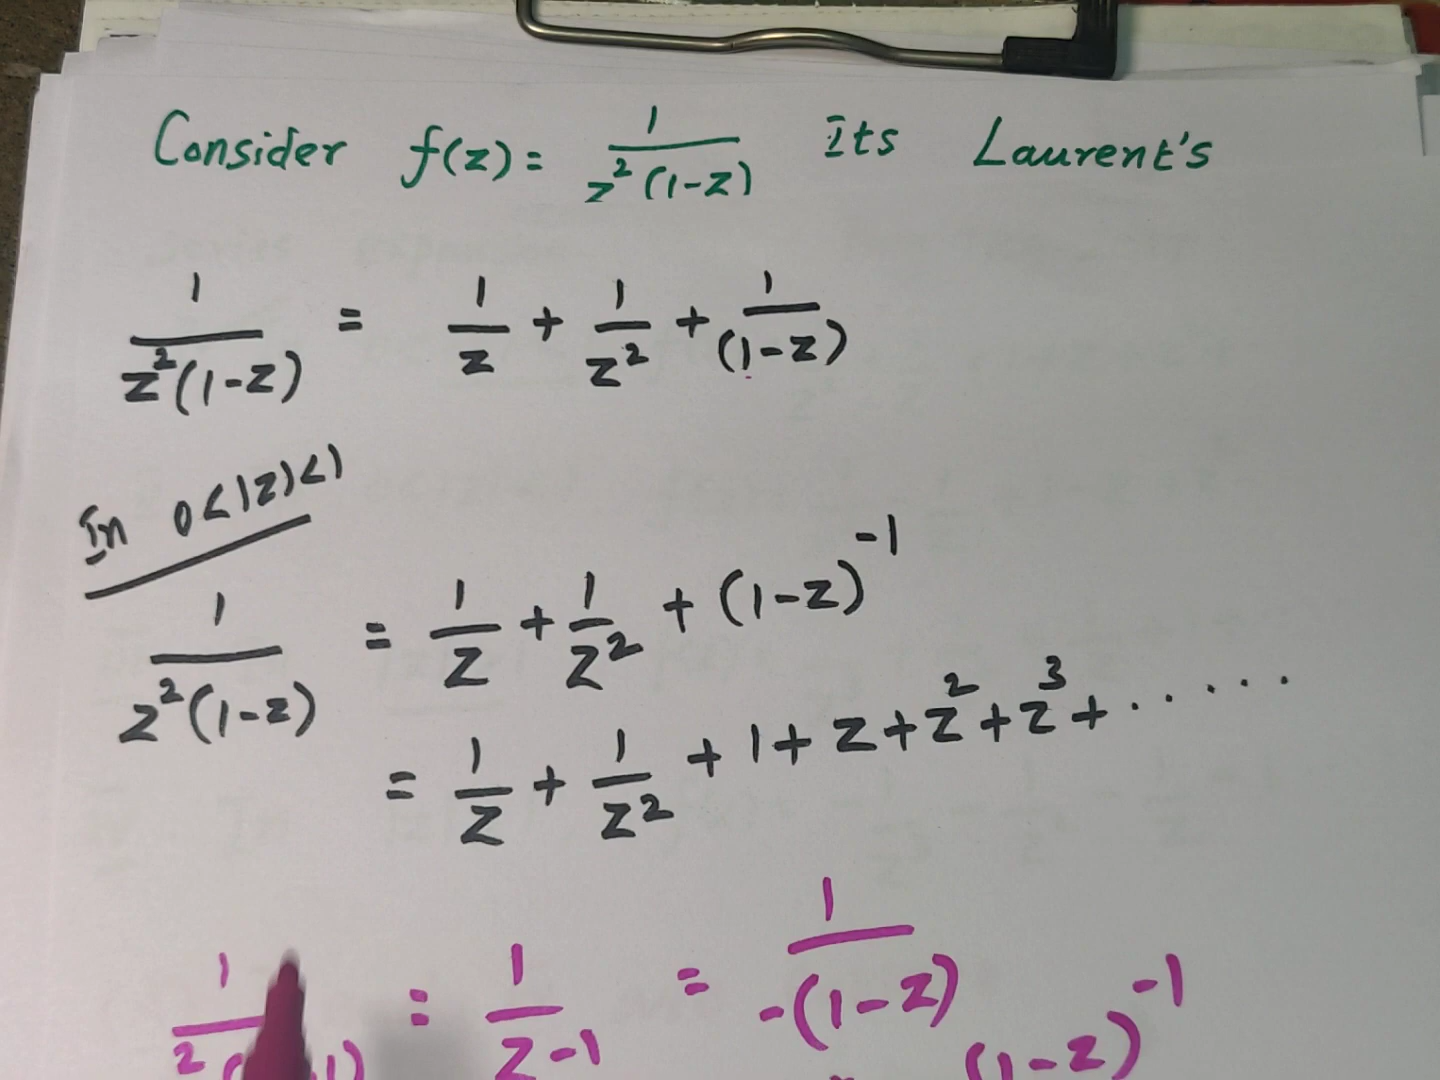 Consider f(z) = 1/(z²(1-z)) Its Laurent's
1/(z²(1-z)) = 1/z + 1/z² + 1/(1-z)
In 0<|z|<1
1/(z²(1-z)) = 1/z + 1/z² + (1-z)⁻¹
= 1/z + 1/z² + 1 + z + z² + z³ + ......
= 1/(z-1) = 1/(-(1-z))
(1-z)⁻¹